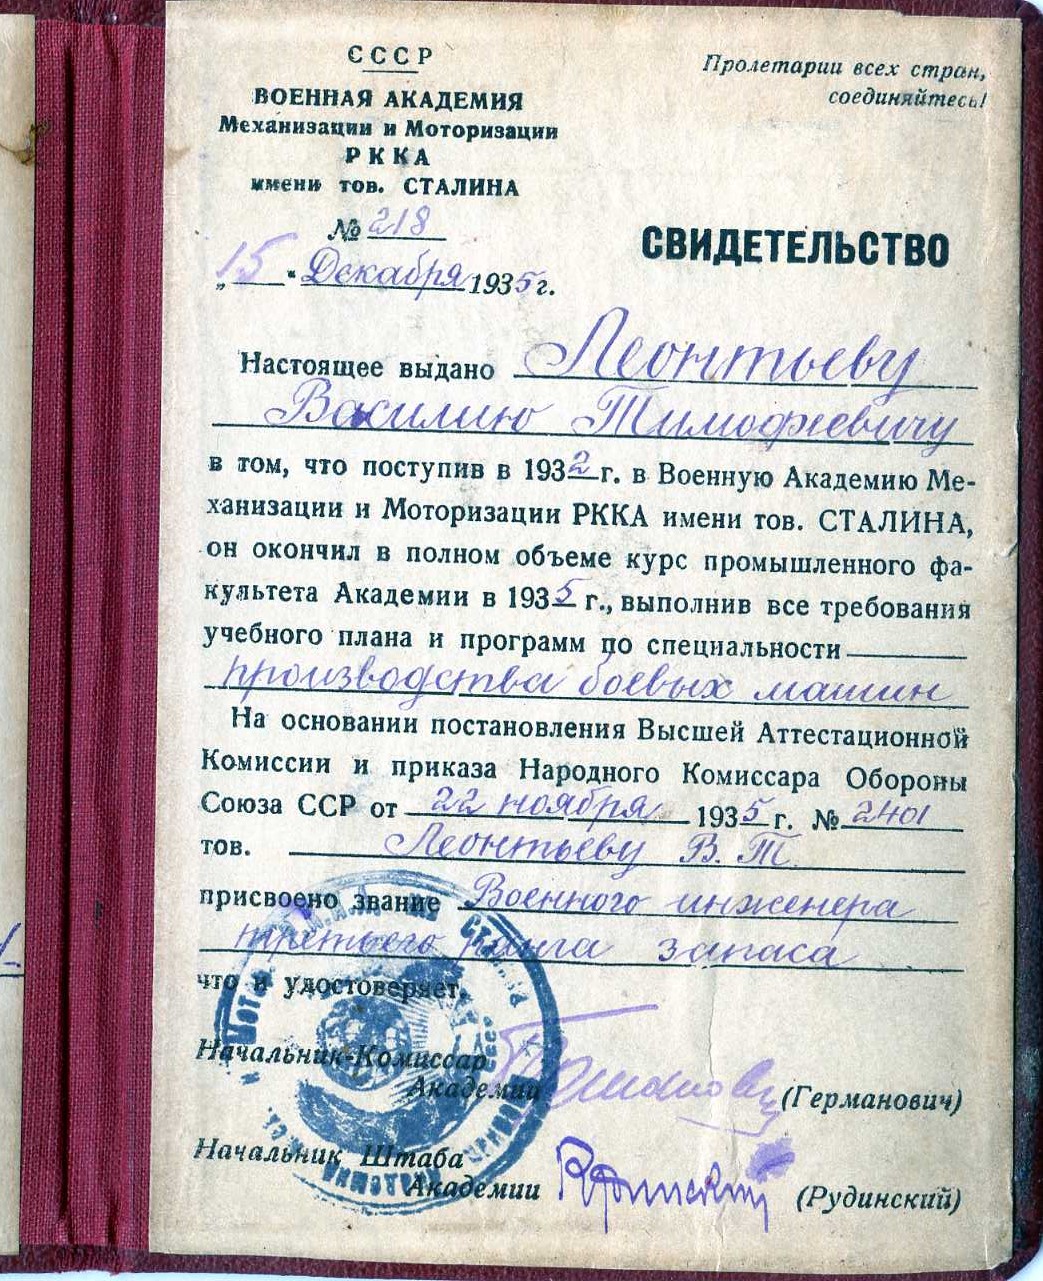 СССР
ВОЕННАЯ АКАДЕМИЯ
Механизации и Моторизации
РККА
имени тов. СТАЛИНА
№ 218
„15" Декабря 1935 г.
Пролетарии всех стран,
соединяйтесь!
СВИДЕТЕЛЬСТВО
Настоящее выдано Леонтьеву
Василию Тимофеевичу
в том, что поступив в 1932 г. в Военную Академию Ме-
ханизации и Моторизации РККА имени тов. СТАЛИНА,
он окончил в полном объеме курс промышленного фа-
культета Академии в 1935 г., выполнив все требования
учебного плана и программ по специальности
производства боевых машин
На основании постановления Высшей Аттестационной
Комиссии и приказа Народного Комиссара Обороны
Союза ССР от 22 ноября 1935 г. № 2401
тов. Леонтьеву В. Т.
присвоено звание Военного инженера
третьего ранга запаса
что и удостоверяет.
Начальник-Комиссар
Академии (Германович)
Начальник Штаба
Академии (Рудинский)